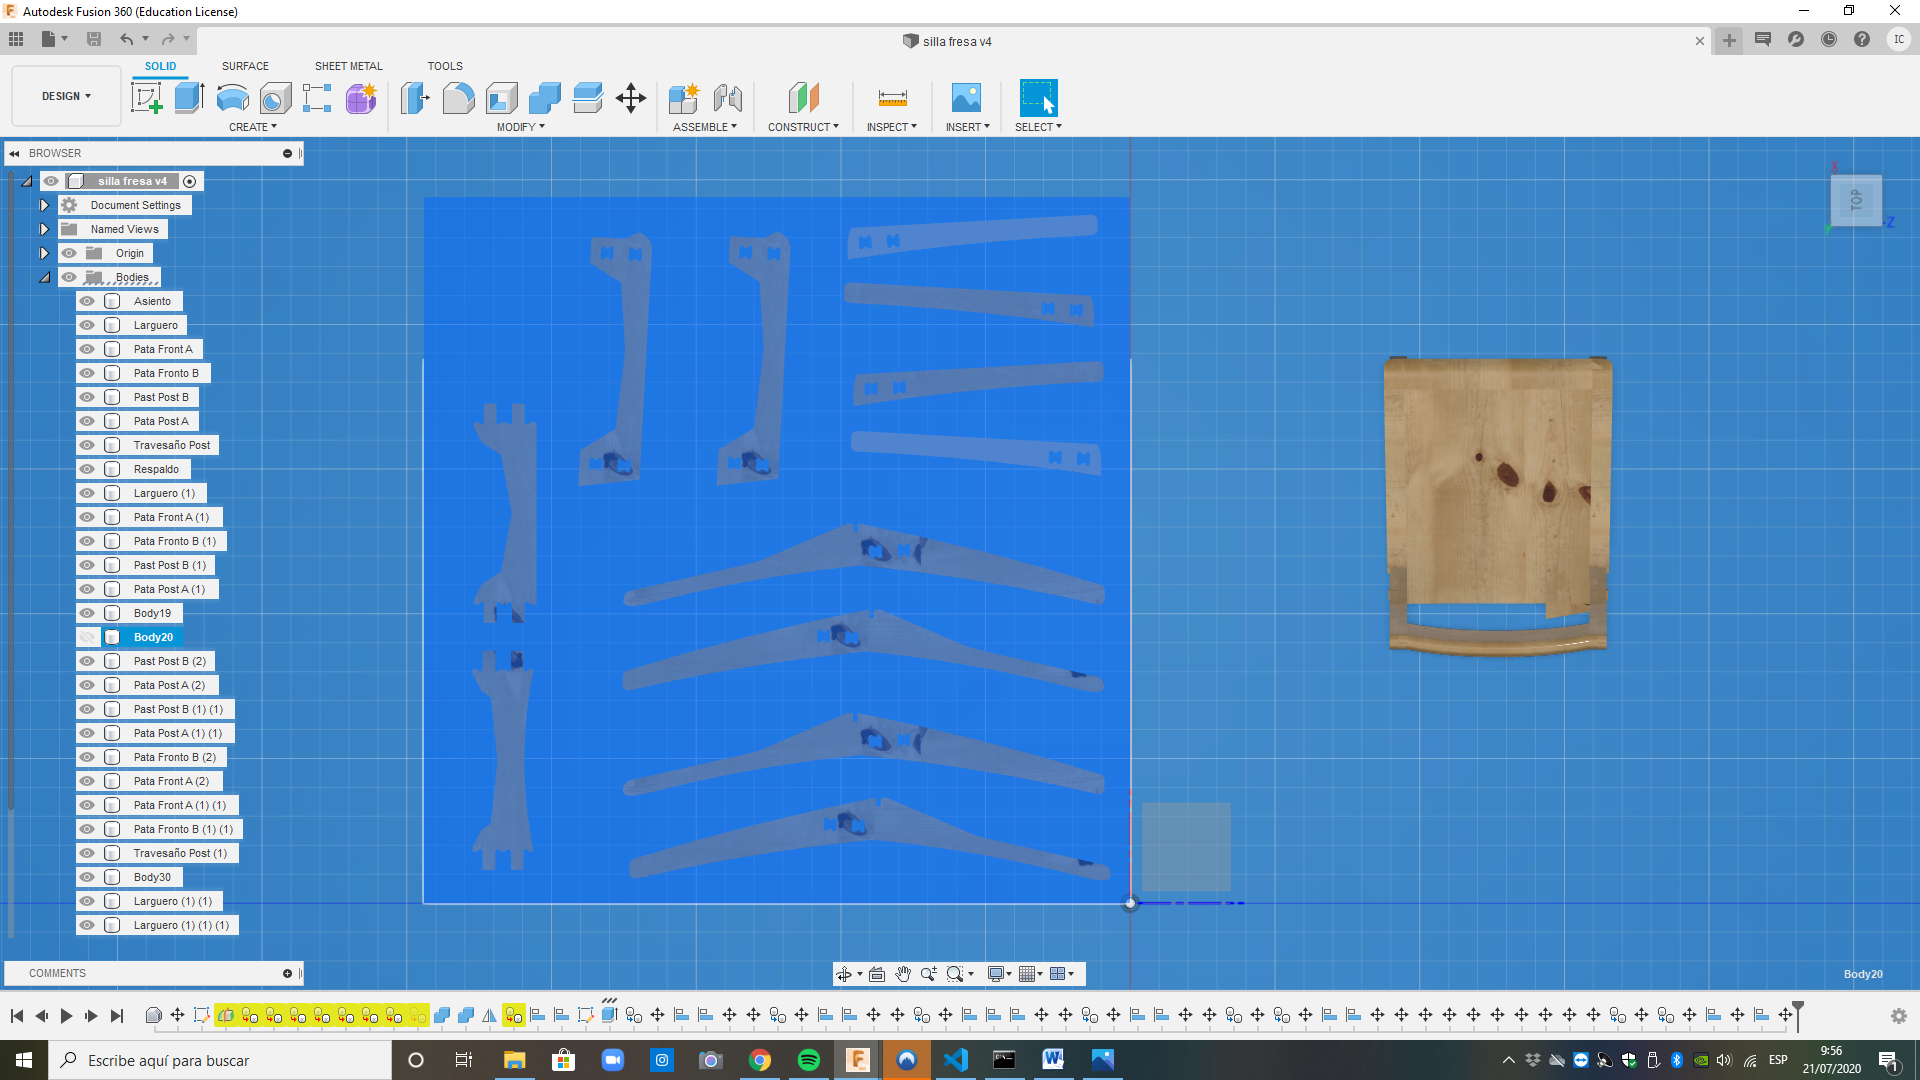 Autodesk Fusion 360 (Education License)
silla fresa v4
IC
SOLID
SURFACE
SHEET METAL
TOOLS
DESIGN
CREATE
MODIFY
ASSEMBLE
CONSTRUCT
INSPECT
INSERT
SELECT
BROWSER
silla fresa v4
Document Settings
Named Views
Origin
Bodies
Asiento
Larguero
Pata Front A
Pata Fronto B
Past Post B
Pata Post A
Travesaño Post
Respaldo
Larguero (1)
Pata Front A (1)
Pata Fronto B (1)
Past Post B (1)
Pata Post A (1)
Body19
Body20
Past Post B (2)
Pata Post A (2)
Past Post B (1) (1)
Pata Post A (1) (1)
Pata Fronto B (2)
Pata Front A (2)
Pata Front A (1) (1)
Pata Fronto B (1) (1)
Travesaño Post (1)
Body30
Larguero (1) (1)
Larguero (1) (1) (1)
X
TOP
Z
Y
COMMENTS
Body20
Escribe aquí para buscar
ESP
9:56
21/07/2020
1